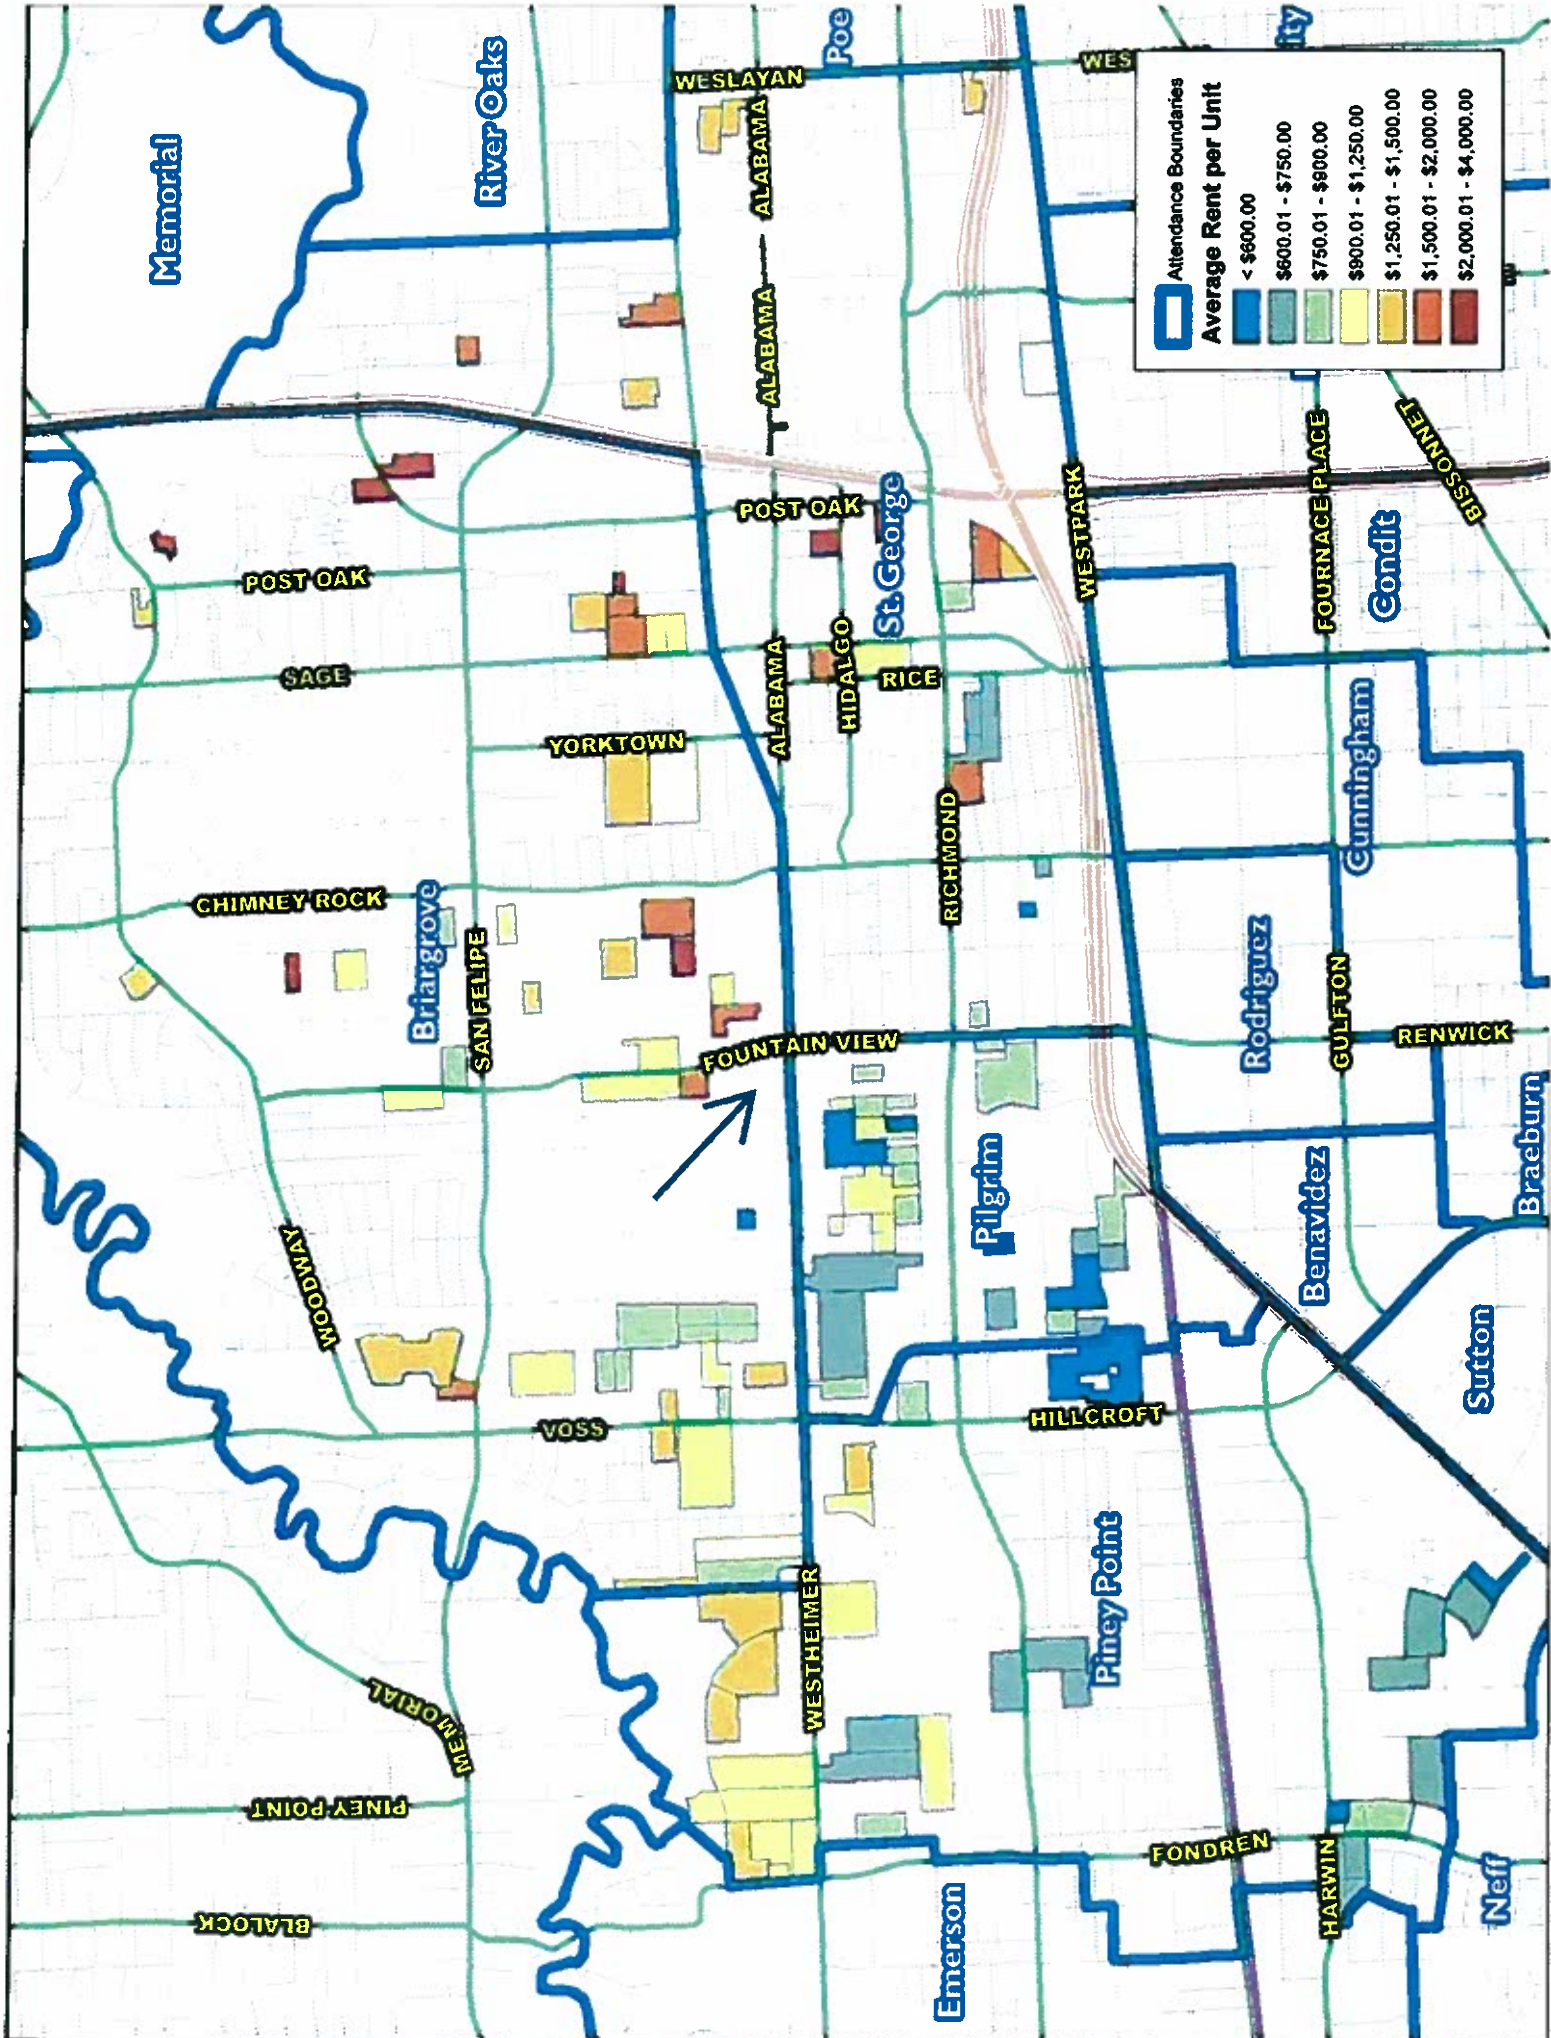 Memorial
River Oaks
Poe
WESLAYAN
WES
ity
ALABAMA
ALABAMA
ALABAMA
POST OAK
St. George
POST OAK
SAGE
ALABAMA
HIDALGO
RICE
YORKTOWN
WESTPARK
FOURNACE PLACE
BISSONNET
Condit
Cunningham
CHIMNEY ROCK
Briargrove
SAN FELIPE
RICHMOND
FOUNTAIN VIEW
Rodriguez
GULFTON
RENWICK
Braeburn
WOODWAY
Pilgrim
Benavidez
Sutton
VOSS
HILLCROFT
WESTHEIMER
Piney Point
MEMORIAL
PINEY POINT
BLALOCK
FONDREN
HARWIN
Neff
Emerson
Attendance Boundaries
Average Rent per Unit
< $600.00
$600.01 - $750.00
$750.01 - $900.00
$900.01 - $1,250.00
$1,250.01 - $1,500.00
$1,500.01 - $2,000.00
$2,000.01 - $4,000.00